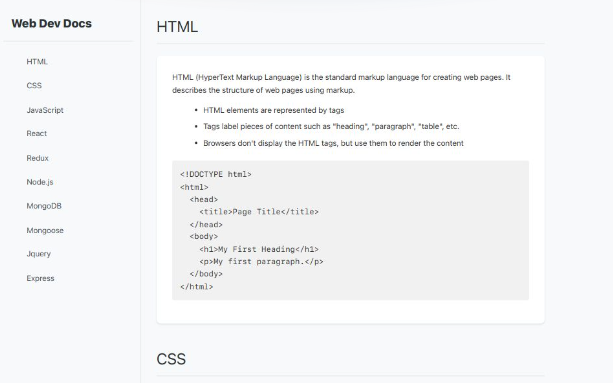 Web Dev Docs
HTML
CSS
JavaScript
React
Redux
Node.js
MongoDB
Mongoose
Jquery
Express
HTML
HTML (HyperText Markup Language) is the standard markup language for creating web pages. It
describes the structure of web pages using markup.
• HTML elements are represented by tags
• Tags label pieces of content such as "heading", "paragraph", "table", etc.
• Browsers don't display the HTML tags, but use them to render the content
<!DOCTYPE html>
<html>
  <head>
    <title>Page Title</title>
  </head>
  <body>
    <h1>My First Heading</h1>
    <p>My first paragraph.</p>
  </body>
</html>
CSS